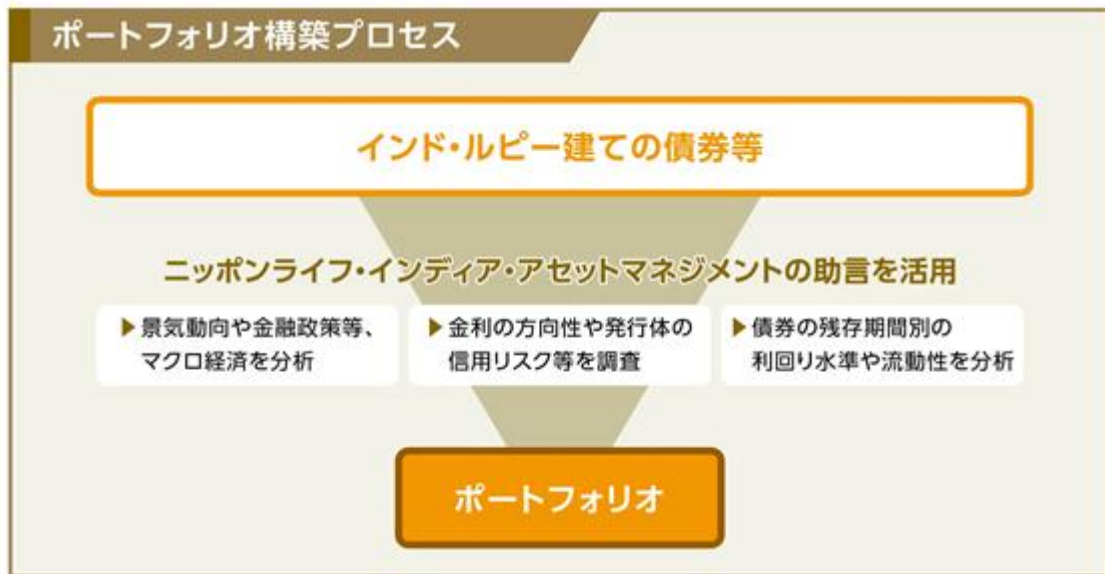 ポートフォリオ構築プロセス
インド・ルピー建ての債券等
ニッポンライフ・インディア・アセットマネジメントの助言を活用
▶景気動向や金融政策等、
マクロ経済を分析
▶金利の方向性や発行体の
信用リスク等を調査
▶債券の残存期間別の
利回り水準や流動性を分析
ポートフォリオ